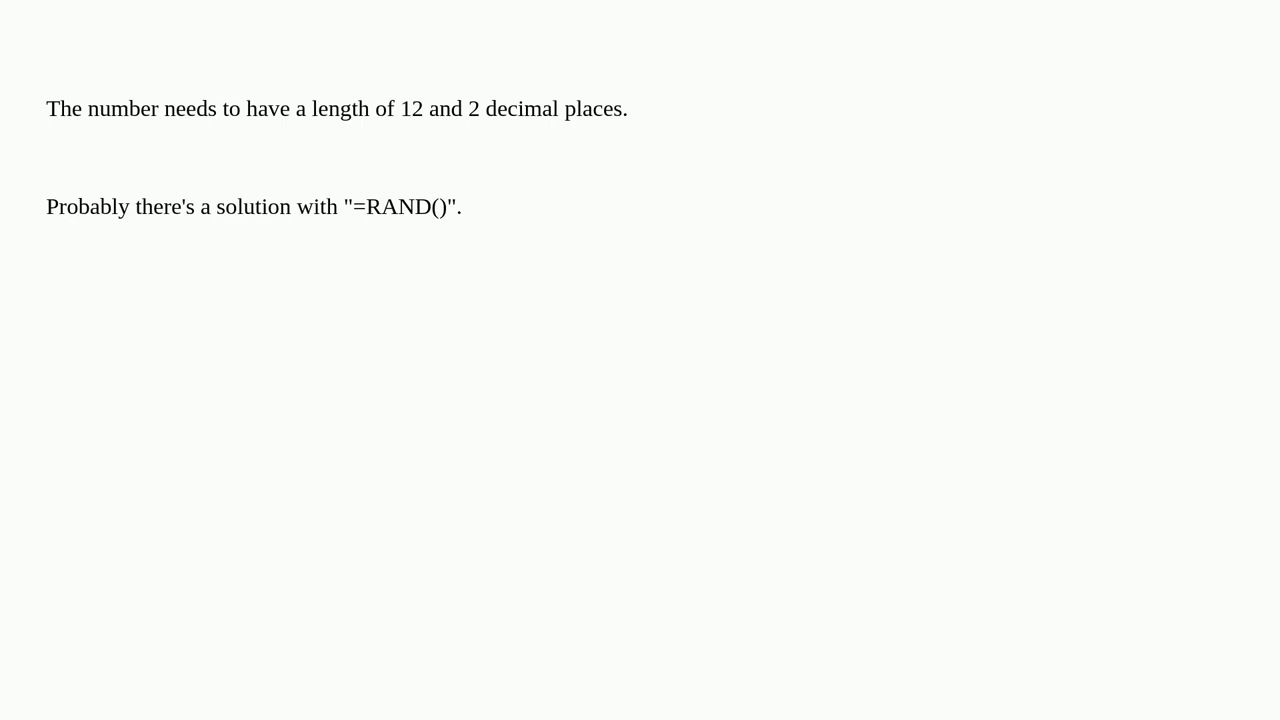 The number needs to have a length of 12 and 2 decimal places.
Probably there's a solution with "=RAND()".